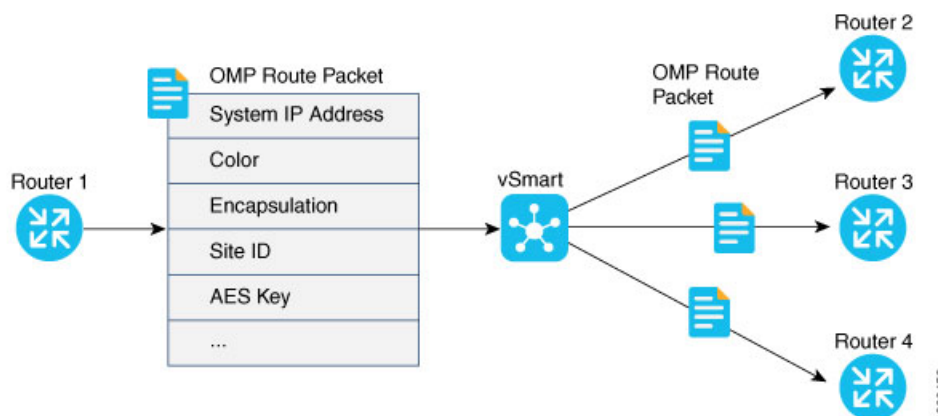 Router 1
OMP Route Packet
System IP Address
Color
Encapsulation
Site ID
AES Key
...
vSmart
OMP Route
Packet
Router 2
Router 3
Router 4